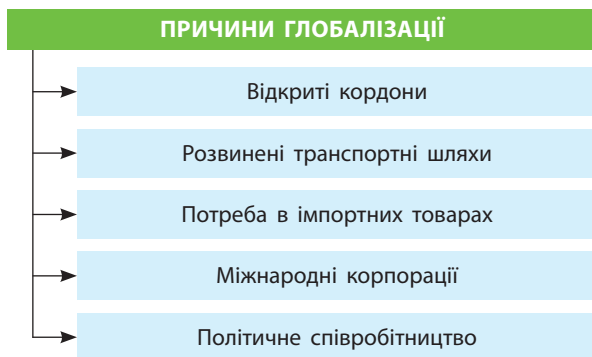 ПРИЧИНИ ГЛОБАЛІЗАЦІЇ
Відкриті кордони
Розвинені транспортні шляхи
Потреба в імпортних товарах
Міжнародні корпорації
Політичне співробітництво